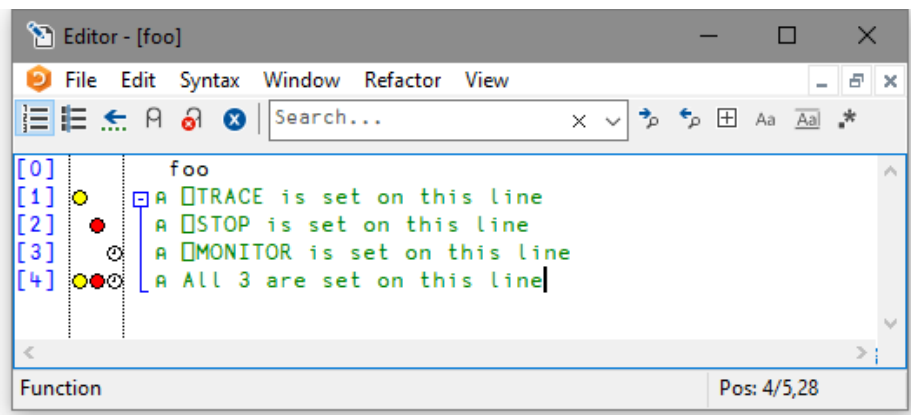 Editor - [foo]
File Edit Syntax Window Refactor View
Search... Aa Aa .*
[0] foo
[1] ⍝ ⎕TRACE is set on this line
[2] ⍝ ⎕STOP is set on this line
[3] ⍝ ⎕MONITOR is set on this line
[4] ⍝ All 3 are set on this line
Function Pos: 4/5,28